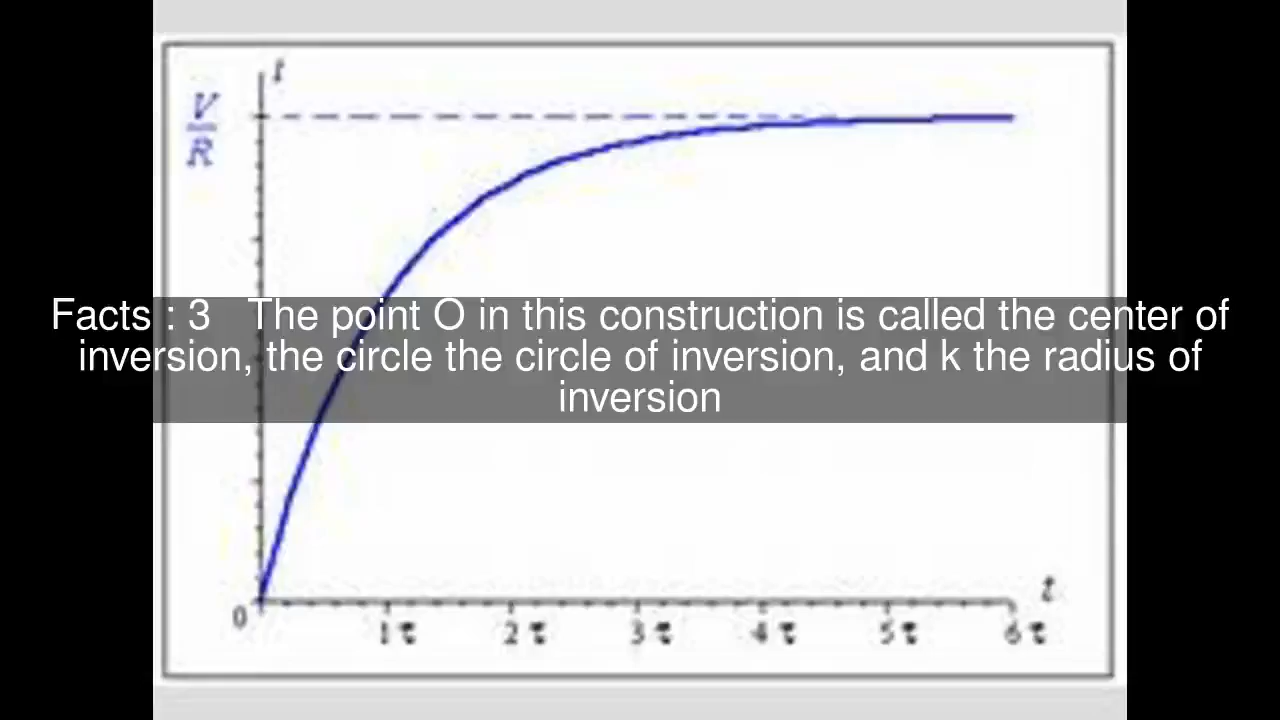 I
V
R
Facts : 3 The point O in this construction is called the center of
inversion, the circle the circle of inversion, and k the radius of
inversion
t
0
1τ 2τ 3τ 4τ 5τ 6τ